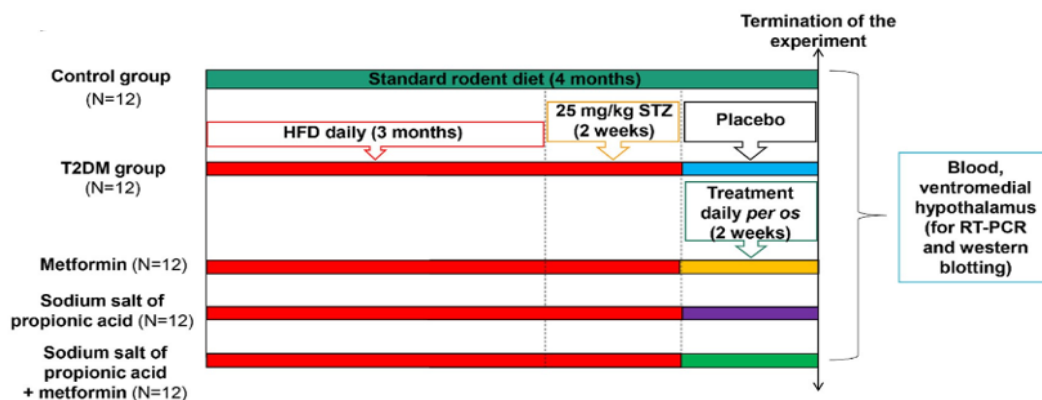 Termination of the
experiment
Control group
(N=12)
Standard rodent diet (4 months)
HFD daily (3 months)
25 mg/kg STZ
(2 weeks)
Placebo
T2DM group
(N=12)
Treatment
daily per os
(2 weeks)
Blood,
ventromedial
hypothalamus
(for RT-PCR
and western
blotting)
Metformin (N=12)
Sodium salt of
propionic acid (N=12)
Sodium salt of
propionic acid
+ metformin (N=12)